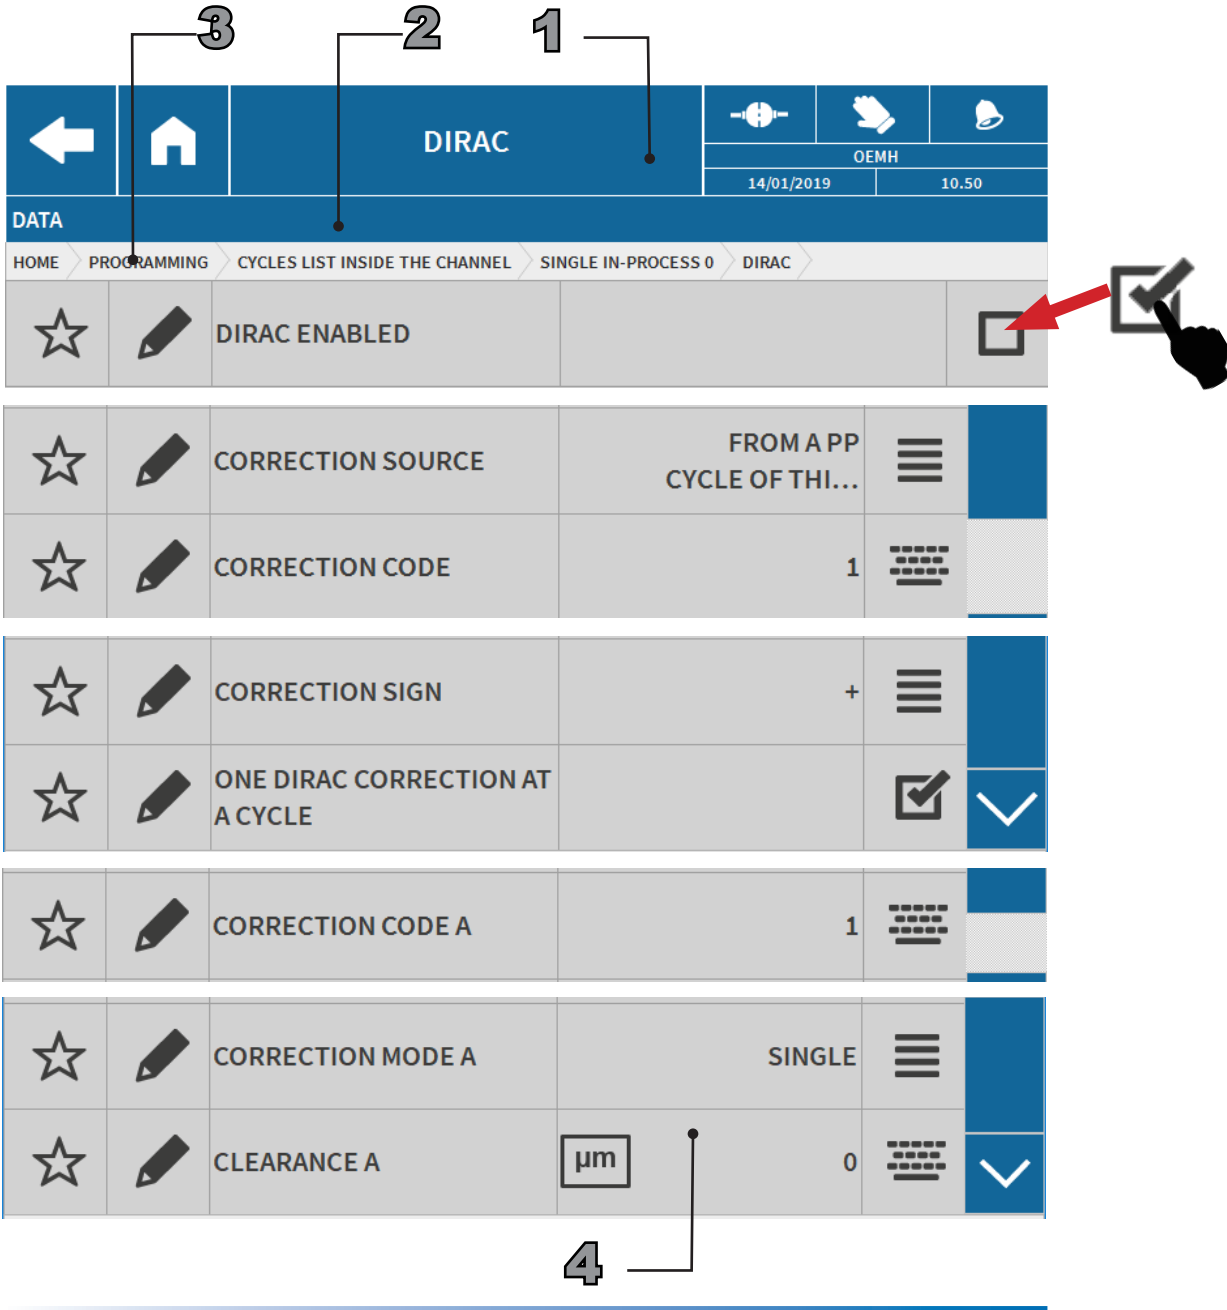 3 2 1
DIRAC
OEMH
14/01/2019 10.50
DATA
HOME PROGRAMMING CYCLES LIST INSIDE THE CHANNEL SINGLE IN-PROCESS 0 DIRAC
DIRAC ENABLED
CORRECTION SOURCE
FROM A PP
CYCLE OF THI...
CORRECTION CODE 1
CORRECTION SIGN +
ONE DIRAC CORRECTION AT
A CYCLE
CORRECTION CODE A 1
CORRECTION MODE A SINGLE
CLEARANCE A µm 0
4